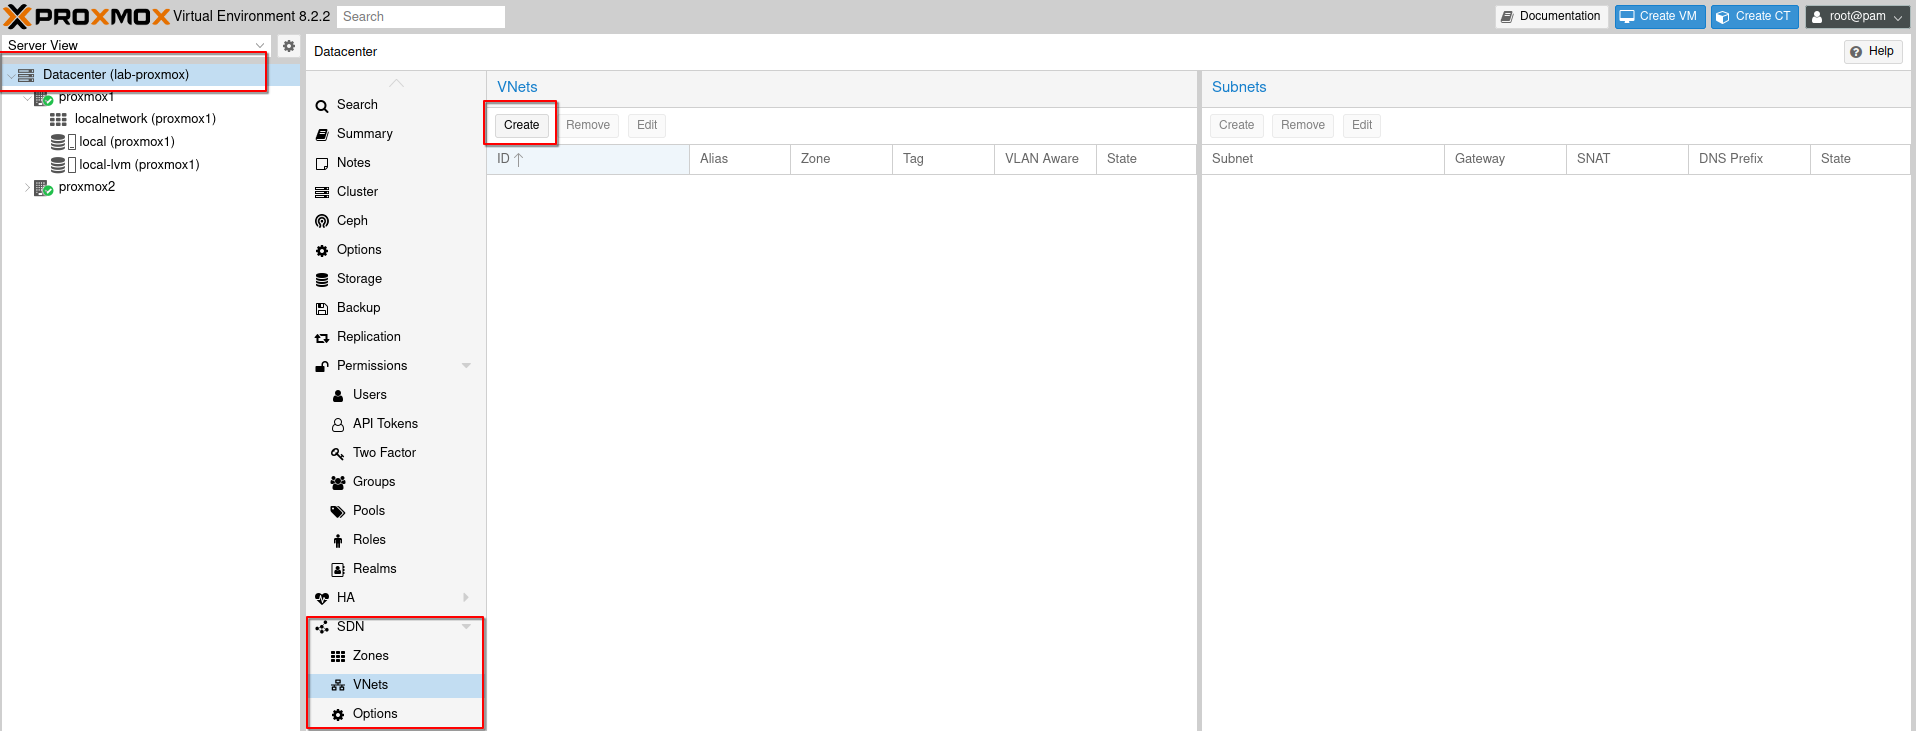 PROXMOX Virtual Environment 8.2.2 Search Documentation Create VM Create CT root@pam
Server View
Datacenter Help
Datacenter (lab-proxmox)
proxmox1
localnetwork (proxmox1)
local (proxmox1)
local-lvm (proxmox1)
proxmox2
Search
Summary
Notes
Cluster
Ceph
Options
Storage
Backup
Replication
Permissions
Users
API Tokens
Two Factor
Groups
Pools
Roles
Realms
HA
SDN
Zones
VNets
Options
VNets
Create Remove Edit
ID Alias Zone Tag VLAN Aware State
Subnets
Create Remove Edit
Subnet Gateway SNAT DNS Prefix State